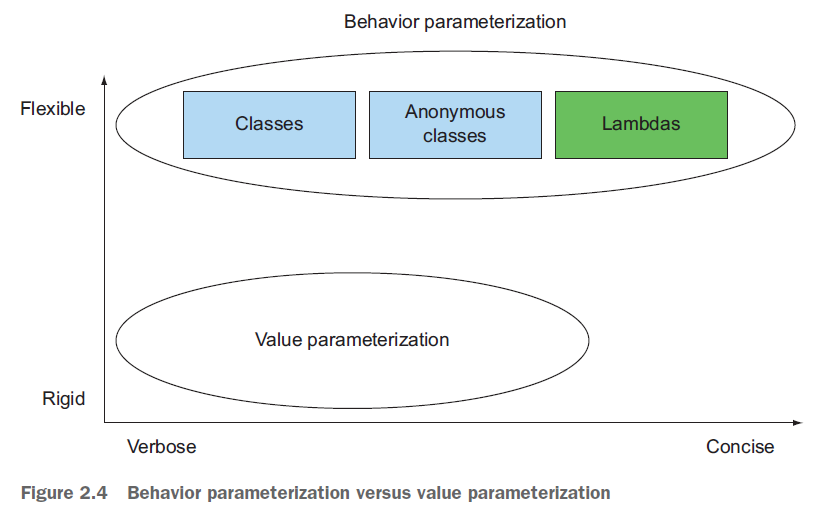 Behavior parameterization
Flexible
Classes
Anonymous
classes
Lambdas
Value parameterization
Rigid
Verbose
Concise
Figure 2.4 Behavior parameterization versus value parameterization